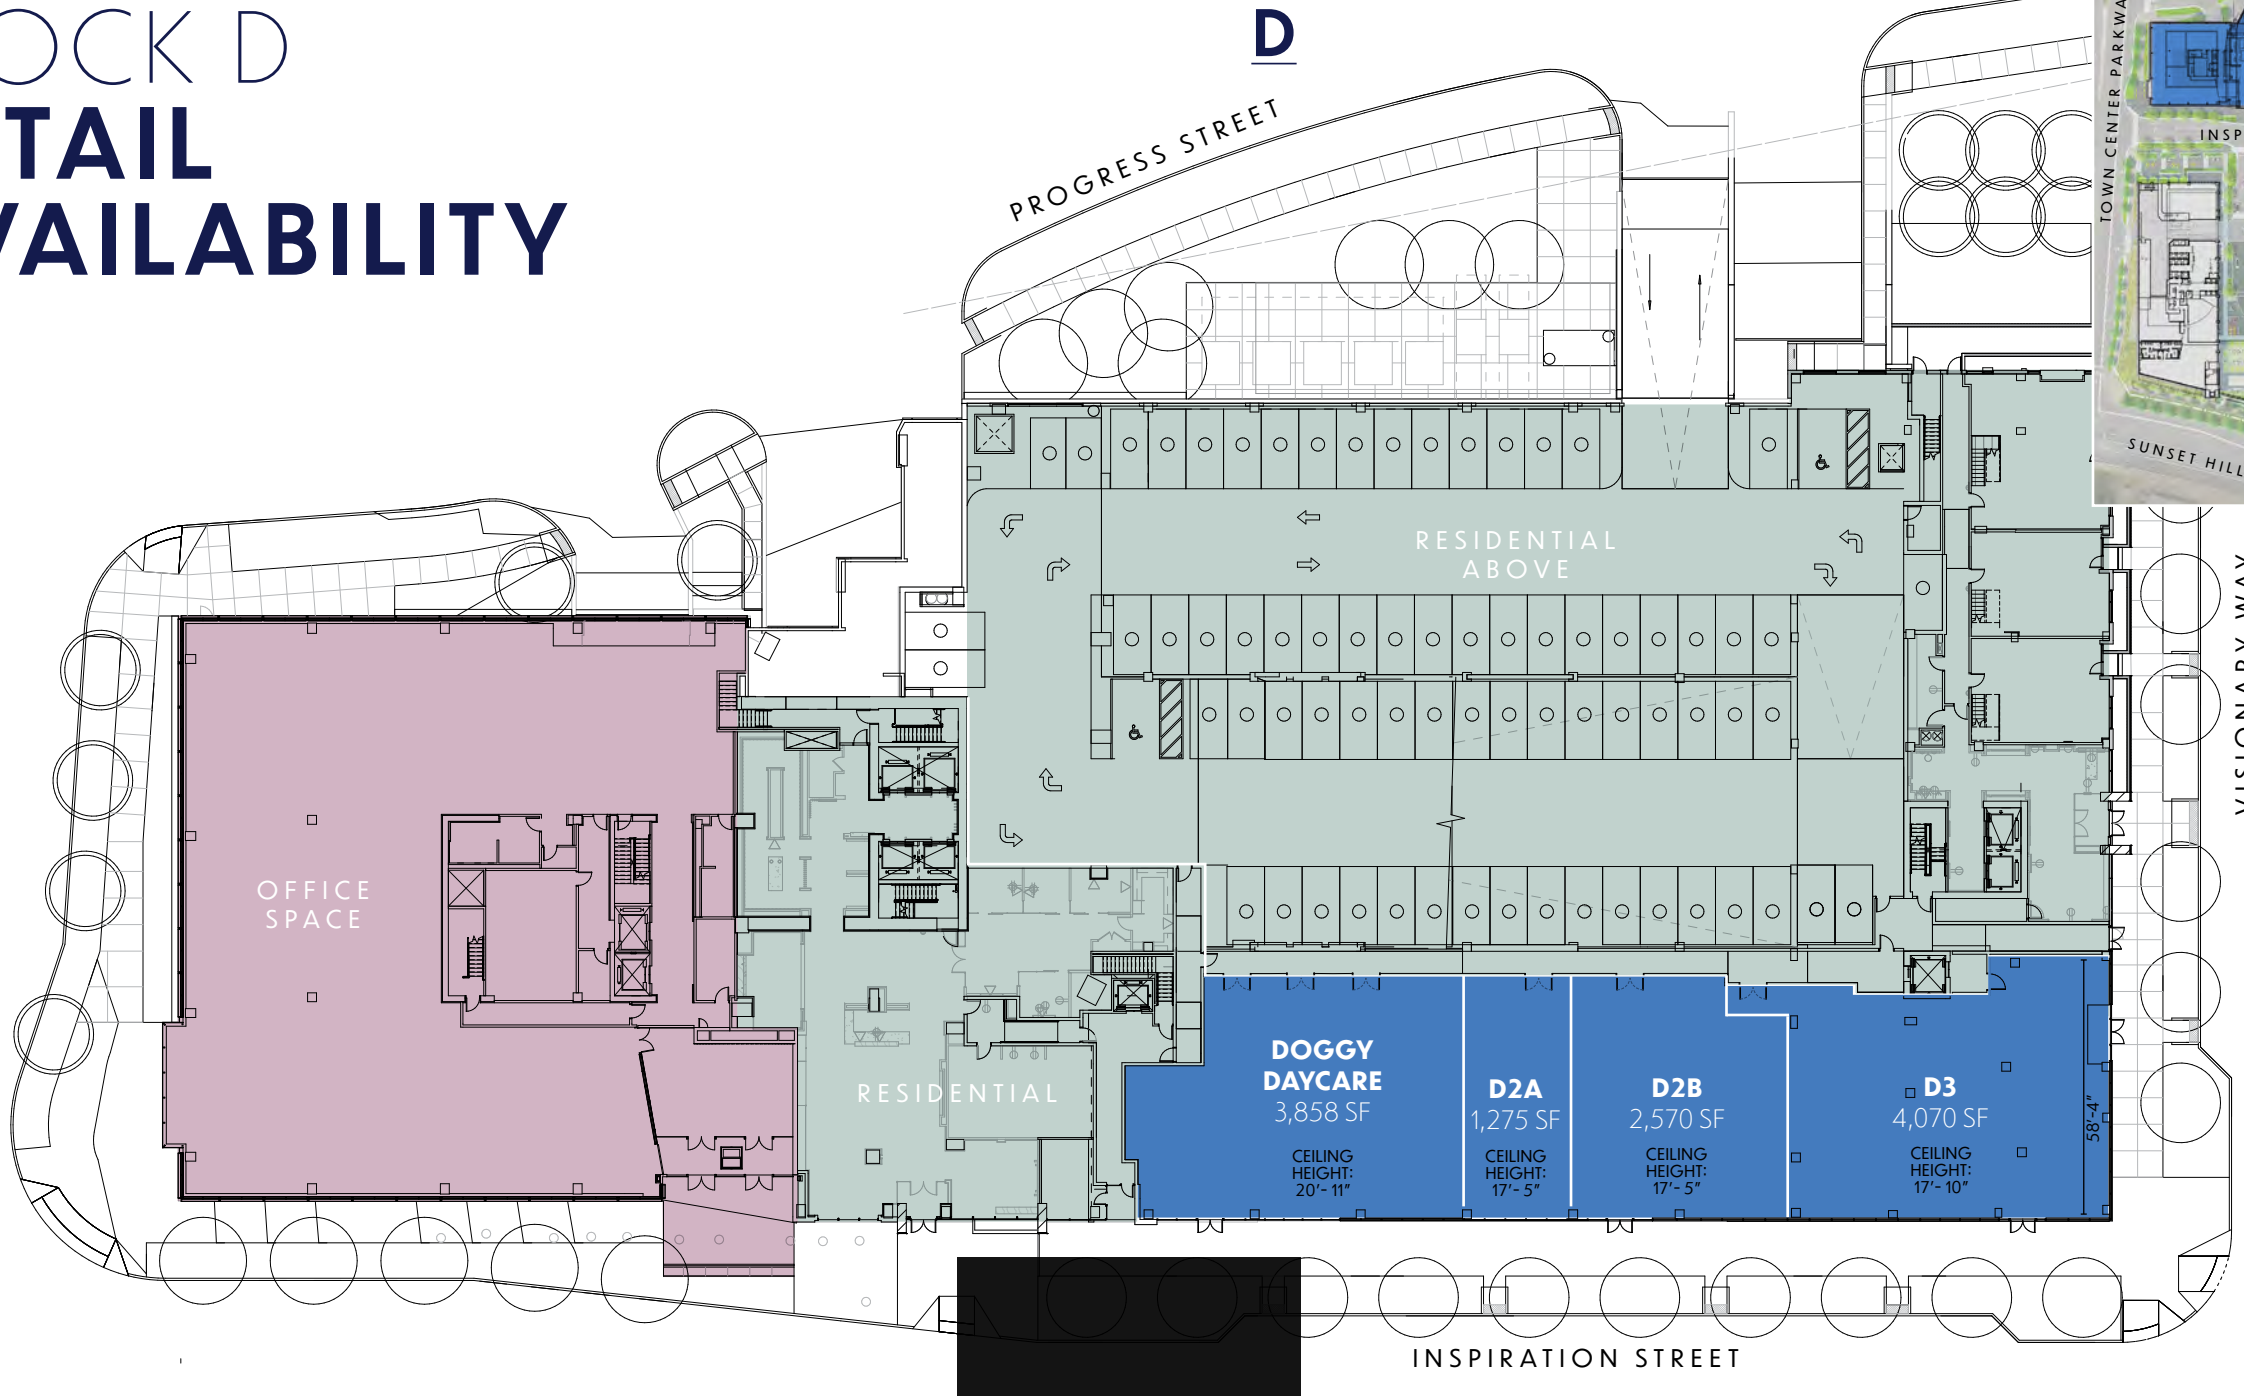 OCK D
TAIL
VAILABILITY
D
PROGRESS STREET
TOWN CENTER PARKWA
INSP
SUNSET HILL
RESIDENTIAL
ABOVE
VISIONARY WAY
OFFICE
SPACE
RESIDENTIAL
DOGGY
DAYCARE
3,858 SF
CEILING
HEIGHT:
20'-11"
D2A
1,275 SF
CEILING
HEIGHT:
17'-5"
D2B
2,570 SF
CEILING
HEIGHT:
17'-5"
D3
4,070 SF
CEILING
HEIGHT:
17'-10"
58'-4"
INSPIRATION STREET